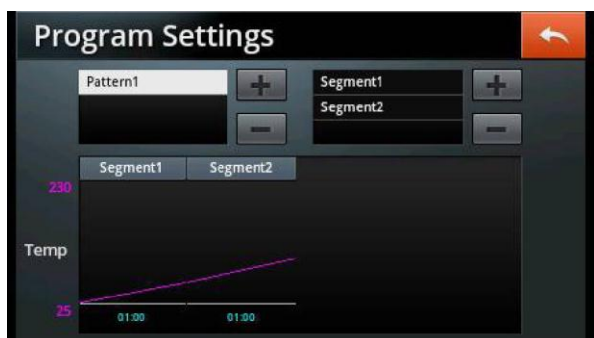 Program Settings
Pattern1
Segment1
Segment2
Segment1 Segment2
230
Temp
25
01:00 01:00